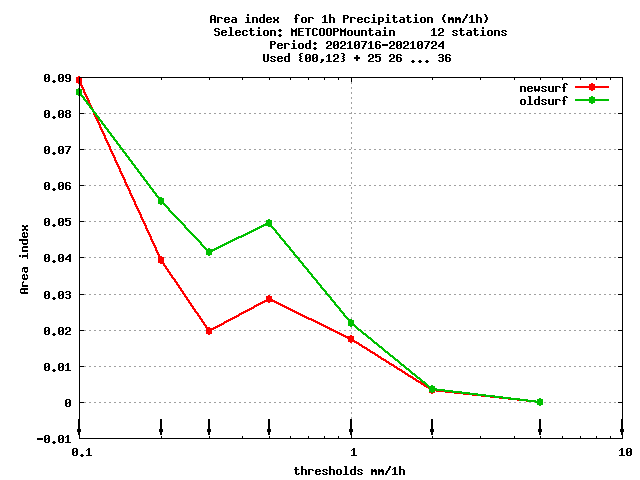 Area index  for 1h Precipitation (mm/1h)
Selection: METCOOPMountain     12 stations
Period: 20210716-20210724
Used {00,12} + 25 26 ... 36
newsurf
oldsurf
0.09
0.08
0.07
0.06
0.05
0.04
0.03
0.02
0.01
0
-0.01
Area index
0.1 1 10
thresholds mm/1h